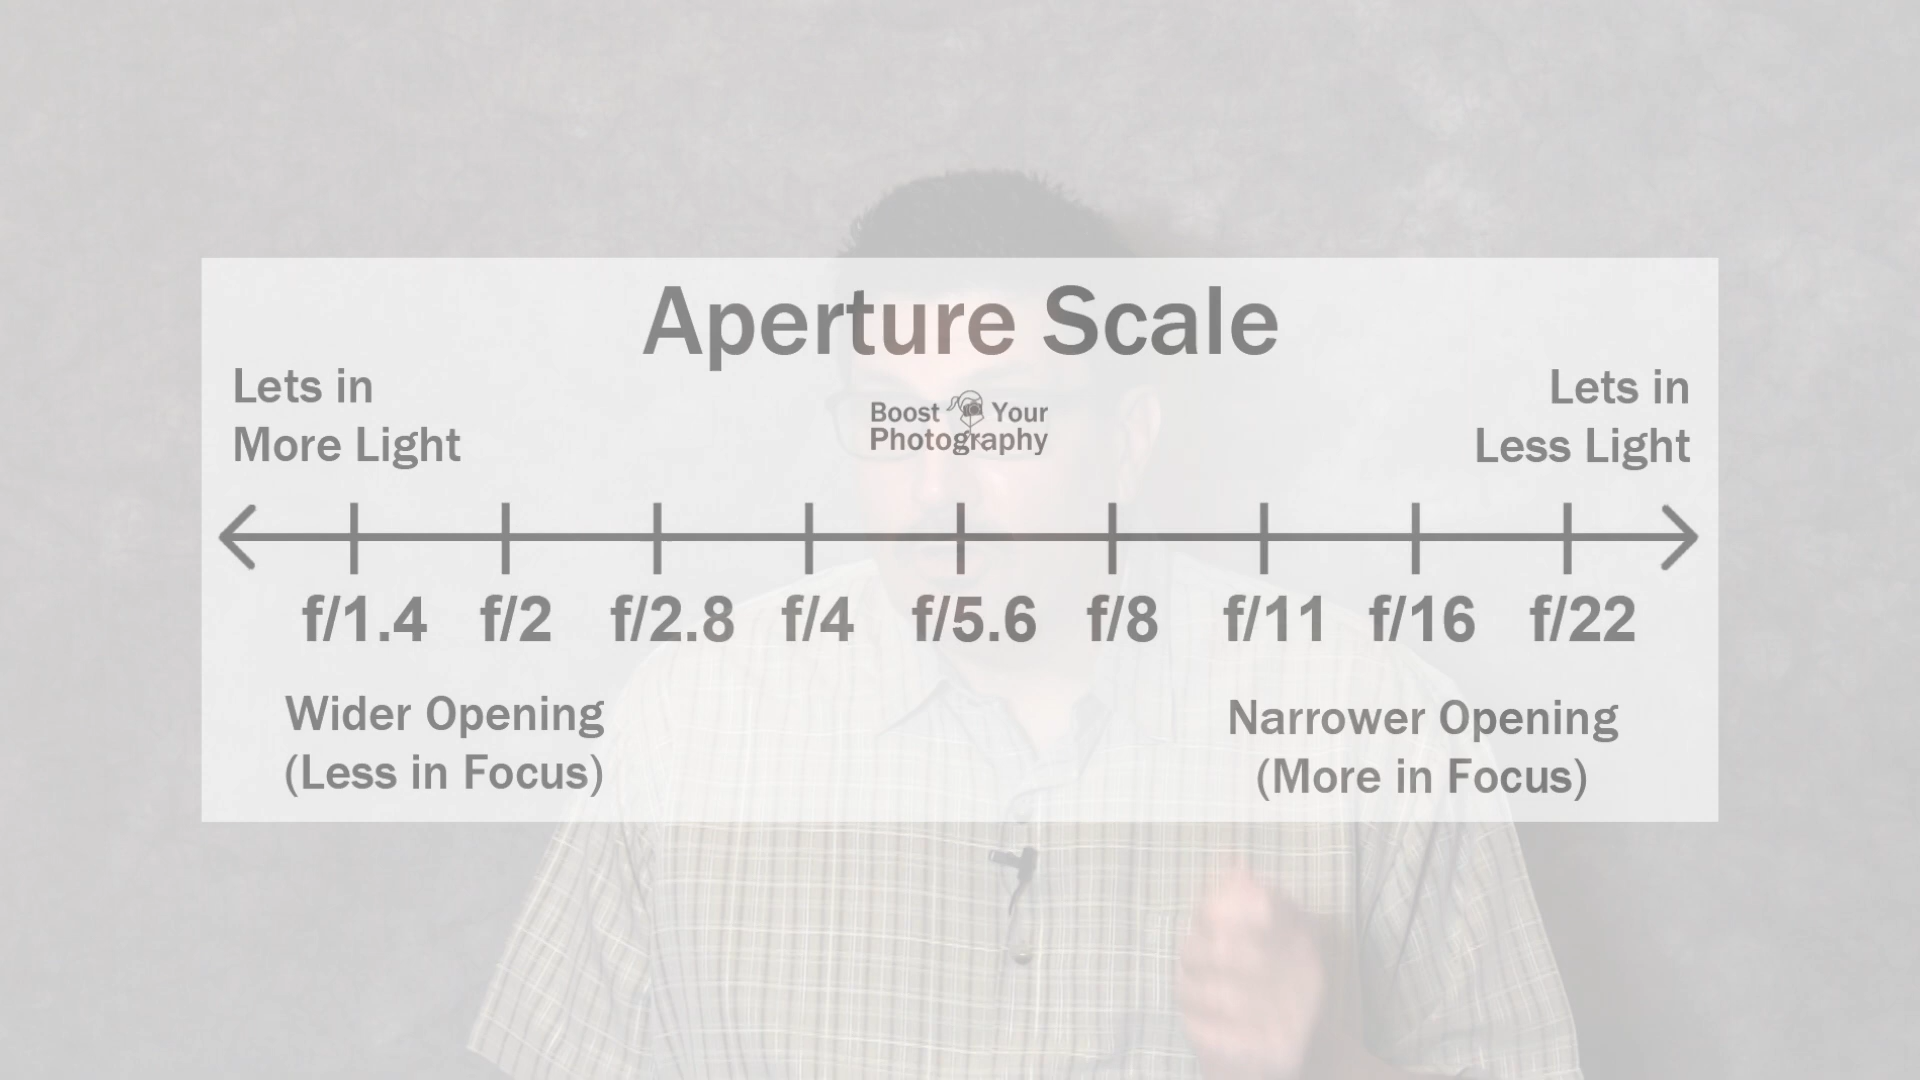 Aperture Scale
Lets in
More Light
Boost Your
Photography
Lets in
Less Light
f/1.4 f/2 f/2.8 f/4 f/5.6 f/8 f/11 f/16 f/22
Wider Opening
(Less in Focus)
Narrower Opening
(More in Focus)